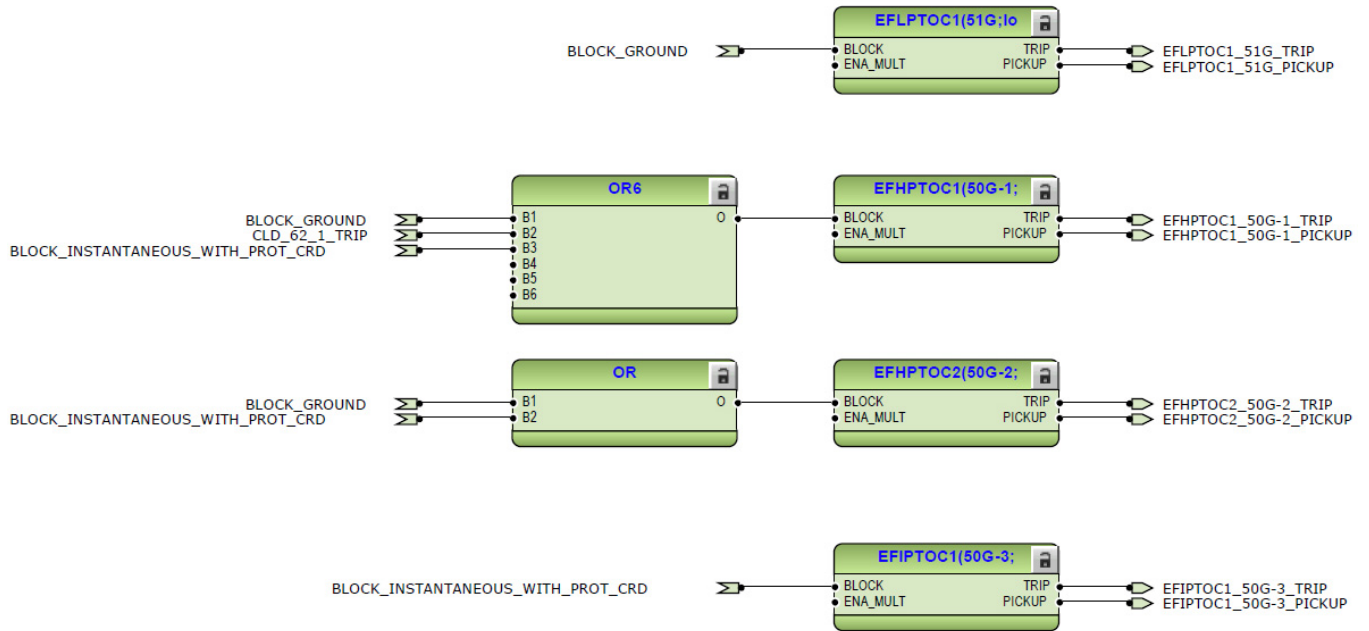 EFLPTOC1(51G;lo
BLOCK_GROUND
BLOCK TRIP
ENA_MULT PICKUP
EFLPTOC1_51G_TRIP
EFLPTOC1_51G_PICKUP
OR6
EFHPTOC1(50G-1;
BLOCK_GROUND
CLD_62_1_TRIP
BLOCK_INSTANTANEOUS_WITH_PROT_CRD
B1 O
B2
B3
B4
B5
B6
BLOCK TRIP
ENA_MULT PICKUP
EFHPTOC1_50G-1_TRIP
EFHPTOC1_50G-1_PICKUP
OR
EFHPTOC2(50G-2;
BLOCK_GROUND
BLOCK_INSTANTANEOUS_WITH_PROT_CRD
B1 O
B2
BLOCK TRIP
ENA_MULT PICKUP
EFHPTOC2_50G-2_TRIP
EFHPTOC2_50G-2_PICKUP
EFIPTOC1(50G-3;
BLOCK_INSTANTANEOUS_WITH_PROT_CRD
BLOCK TRIP
ENA_MULT PICKUP
EFIPTOC1_50G-3_TRIP
EFIPTOC1_50G-3_PICKUP